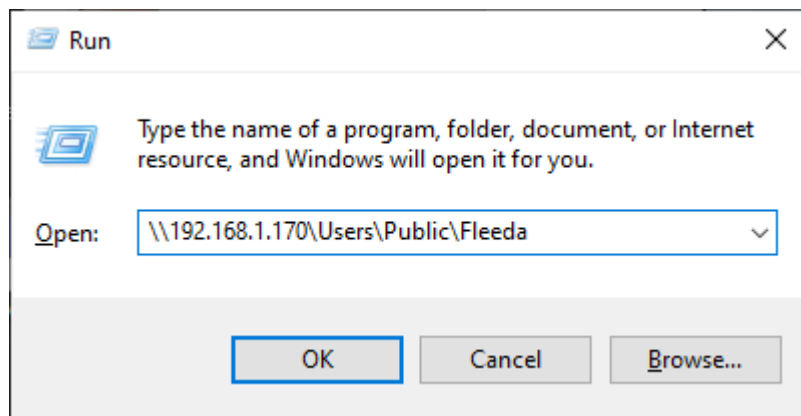 Run
Type the name of a program, folder, document, or Internet
resource, and Windows will open it for you.
Open: \\192.168.1.170\Users\Public\Fleeda
OK Cancel Browse...